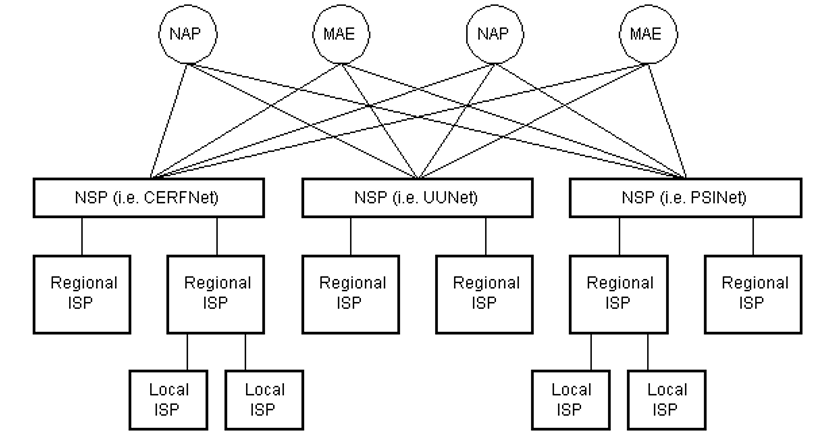 NAP
MAE
NAP
MAE
NSP (i.e. CERFNet)
NSP (i.e. UUNet)
NSP (i.e. PSINet)
Regional
ISP
Regional
ISP
Regional
ISP
Regional
ISP
Regional
ISP
Regional
ISP
Local
ISP
Local
ISP
Local
ISP
Local
ISP